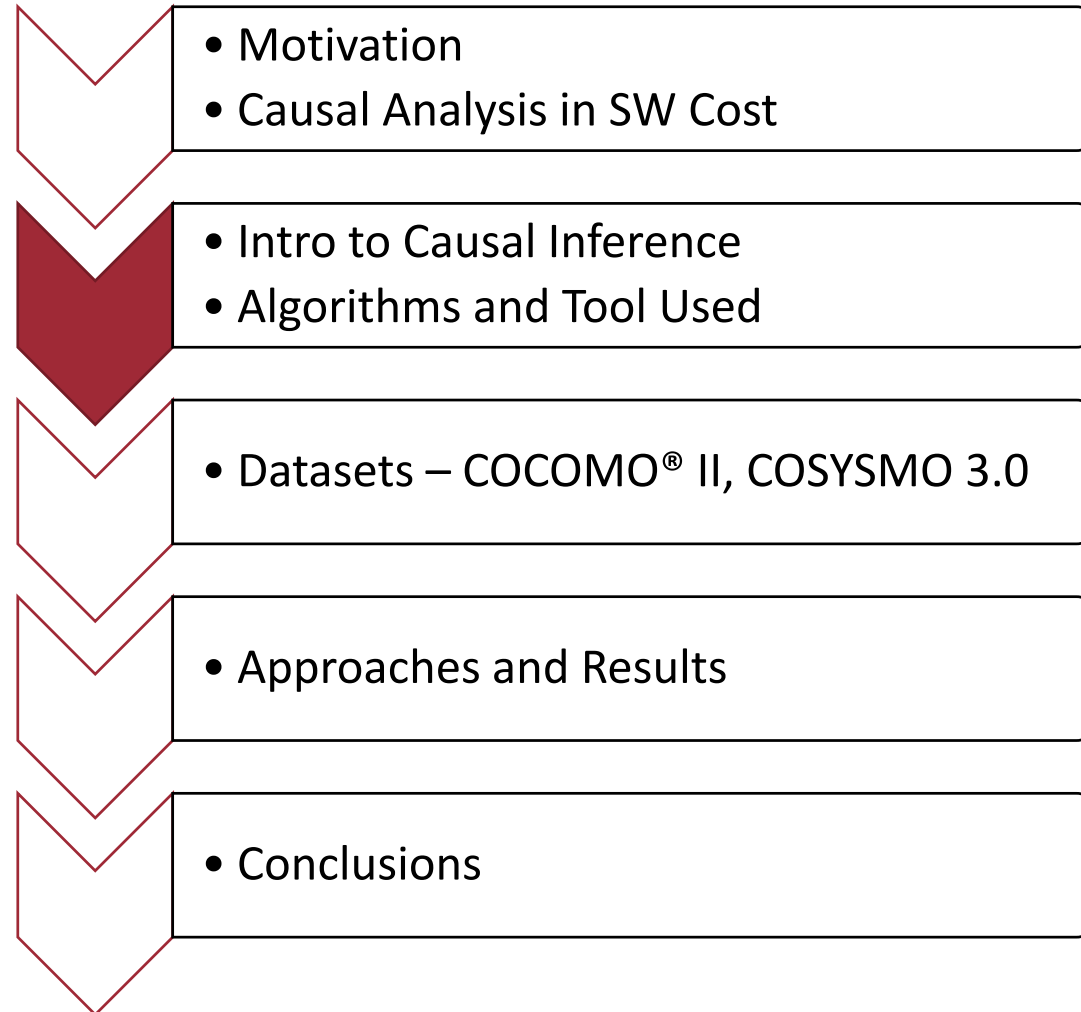 • Motivation
• Causal Analysis in SW Cost
• Intro to Causal Inference
• Algorithms and Tool Used
• Datasets – COCOMO® II, COSYSMO 3.0
• Approaches and Results
• Conclusions